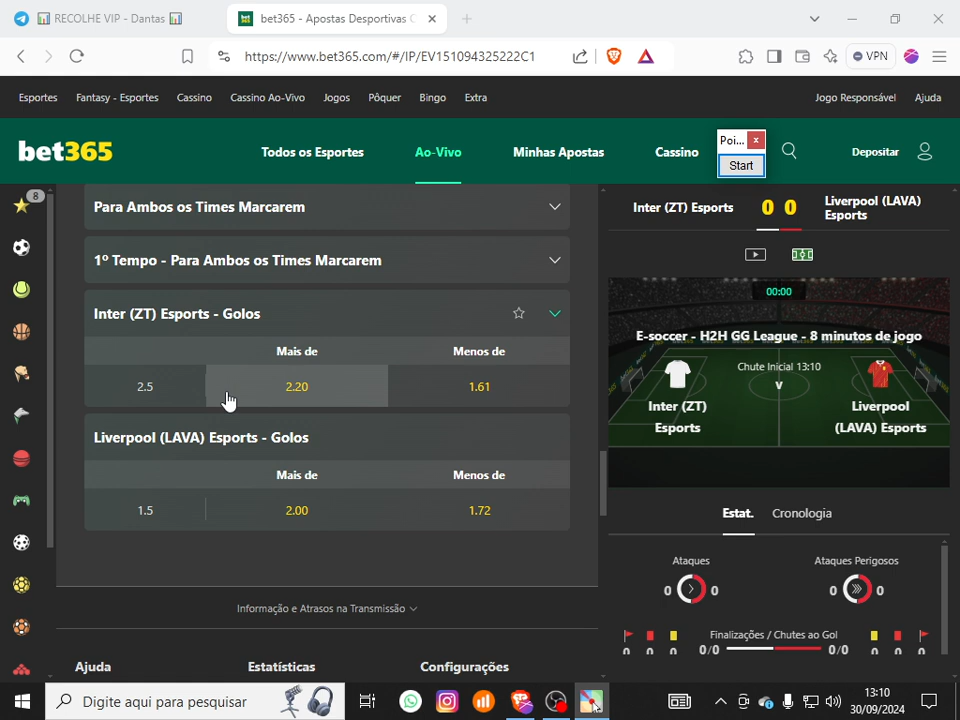 RECOLHE VIP - Dantas
bet365 - Apostas Desportivas
https://www.bet365.com/#/IP/EV151094325222C1
VPN
Esportes Fantasy - Esportes Cassino Cassino Ao-Vivo Jogos Pôquer Bingo Extra Jogo Responsável Ajuda
bet365 Todos os Esportes Ao-Vivo Minhas Apostas Cassino Depositar
Poi...
Start
8
Para Ambos os Times Marcarem
1º Tempo - Para Ambos os Times Marcarem
Inter (ZT) Esports - Golos
Mais de Menos de
2.5 2.20 1.61
Liverpool (LAVA) Esports - Golos
Mais de Menos de
1.5 2.00 1.72
Informação e Atrasos na Transmissão
Ajuda Estatísticas Configurações
Inter (ZT) Esports 0 0 Liverpool (LAVA)
Esports
00:00
E-soccer - H2H GG League - 8 minutos de jogo
Chute Inicial 13:10
V
Inter (ZT)
Esports
Liverpool
(LAVA) Esports
Estat. Cronologia
Ataques Ataques Perigosos
0 0 0 0
Finalizações / Chutes ao Gol
0 0 0 0/0 0/0 0 0 0
Digite aqui para pesquisar
13:10
30/09/2024